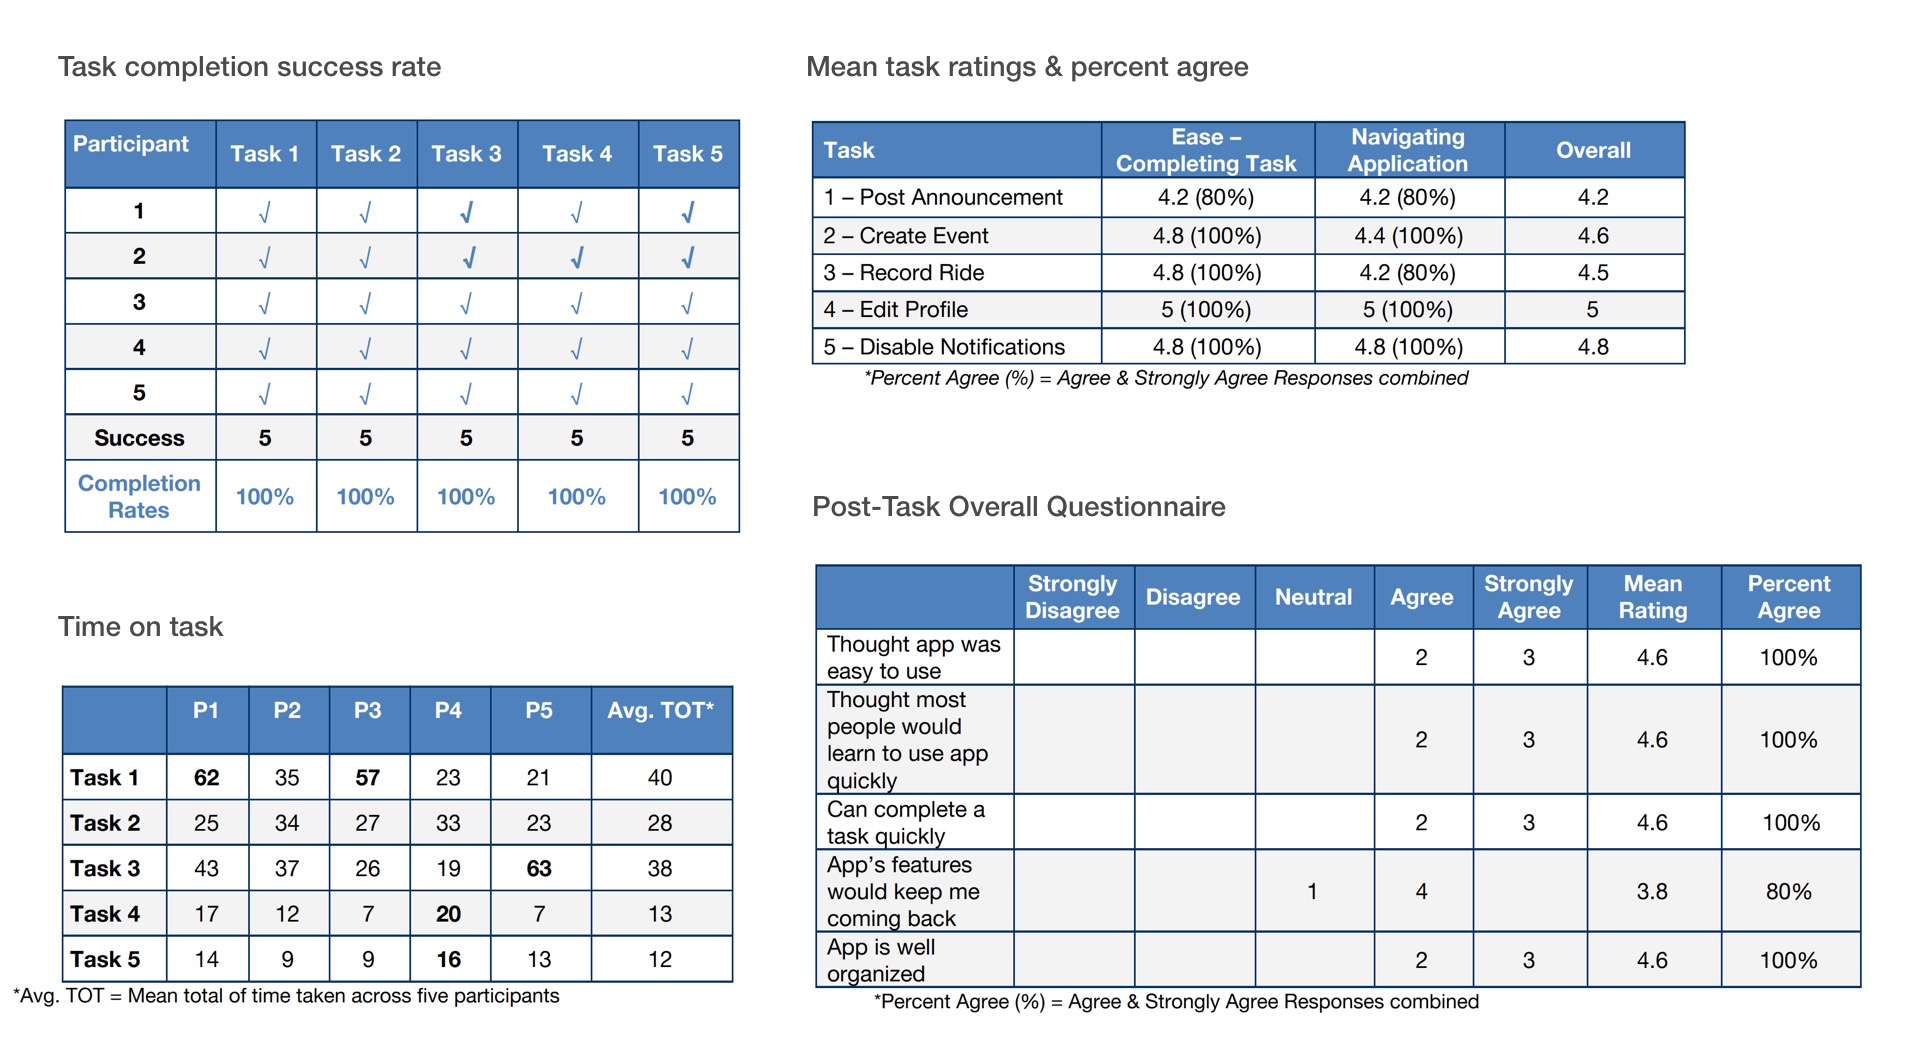 Task completion success rate
Participant Task 1 Task 2 Task 3 Task 4 Task 5
1 √ √ √ √ √
2 √ √ √ √ √
3 √ √ √ √ √
4 √ √ √ √ √
5 √ √ √ √ √
Success 5 5 5 5 5
Completion
Rates 100% 100% 100% 100% 100%
Time on task
P1 P2 P3 P4 P5 Avg. TOT*
Task 1 62 35 57 23 21 40
Task 2 25 34 27 33 23 28
Task 3 43 37 26 19 63 38
Task 4 17 12 7 20 7 13
Task 5 14 9 9 16 13 12
*Avg. TOT = Mean total of time taken across five participants
Mean task ratings & percent agree
Task Ease – Completing Task Navigating Application Overall
1 – Post Announcement 4.2 (80%) 4.2 (80%) 4.2
2 – Create Event 4.8 (100%) 4.4 (100%) 4.6
3 – Record Ride 4.8 (100%) 4.2 (80%) 4.5
4 – Edit Profile 5 (100%) 5 (100%) 5
5 – Disable Notifications 4.8 (100%) 4.8 (100%) 4.8
*Percent Agree (%) = Agree & Strongly Agree Responses combined
Post-Task Overall Questionnaire
Strongly Disagree Disagree Neutral Agree Strongly Agree Mean Rating Percent Agree
Thought app was
easy to use 2 3 4.6 100%
Thought most
people would
learn to use app
quickly 2 3 4.6 100%
Can complete a
task quickly 2 3 4.6 100%
App’s features
would keep me
coming back 1 4 3.8 80%
App is well
organized 2 3 4.6 100%
*Percent Agree (%) = Agree & Strongly Agree Responses combined